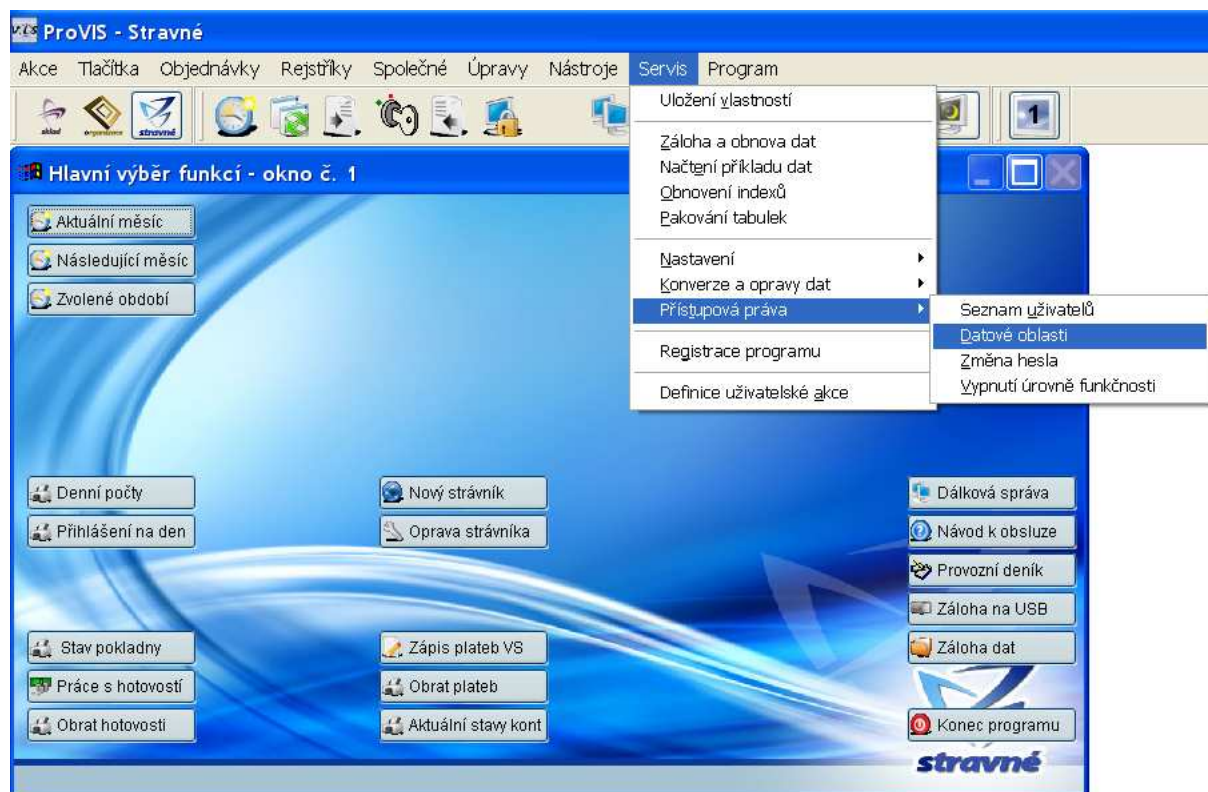 vis ProVIS - Stravné
Akce Tlačítka Objednávky Rejstříky Společné Úpravy Nástroje Servis Program
sklad stravné 1
Uložení vlastností
Záloha a obnova dat
Načtení příkladu dat
Obnovení indexů
Pakování tabulek
Nastavení
Konverze a opravy dat
Přístupová práva
Registrace programu
Definice uživatelské akce
Seznam uživatelů
Datové oblasti
Změna hesla
Vypnutí úrovně funkčnosti
Hlavní výběr funkcí - okno č. 1
Aktuální měsíc
Následující měsíc
Zvolené období
Denní počty
Přihlášení na den
Nový strávník
Oprava strávníka
Dálková správa
Návod k obsluze
Provozní deník
Záloha na USB
Záloha dat
Stav pokladny
Práce s hotovostí
Obrat hotovosti
Zápis plateb VS
Obrat plateb
Aktuální stavy kont
Konec programu
stravné